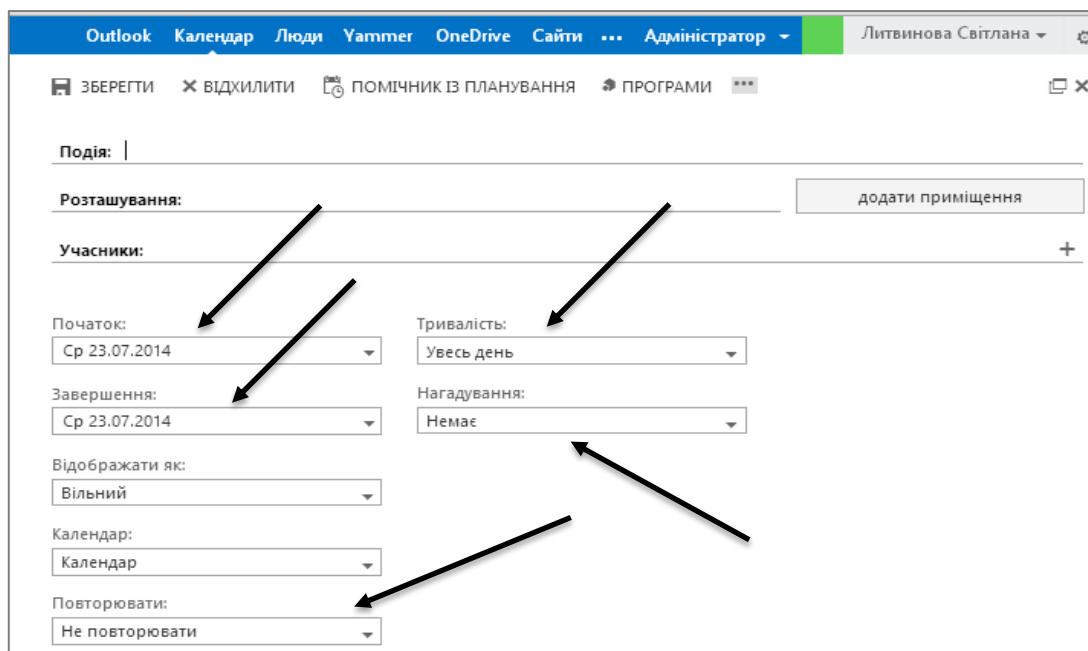 Outlook Календар Люди Yammer OneDrive Сайти ... Адміністратор Литвинова Світлана
ЗБЕРЕГТИ ВІДХИЛИТИ ПОМІЧНИК ІЗ ПЛАНУВАННЯ ПРОГРАМИ ...
Подія:
Розташування: додати приміщення
Учасники: +
Початок: Тривалість:
Ср 23.07.2014 Увесь день
Завершення: Нагадування:
Ср 23.07.2014 Немає
Відображати як:
Вільний
Календар:
Календар
Повторювати:
Не повторювати